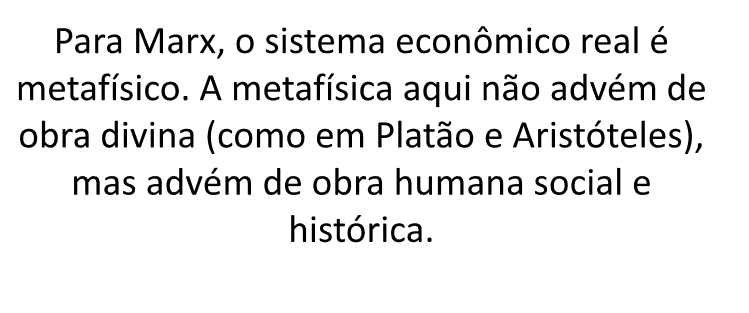 Para Marx, o sistema econômico real é
metafísico. A metafísica aqui não advém de
obra divina (como em Platão e Aristóteles),
mas advém de obra humana social e
histórica.